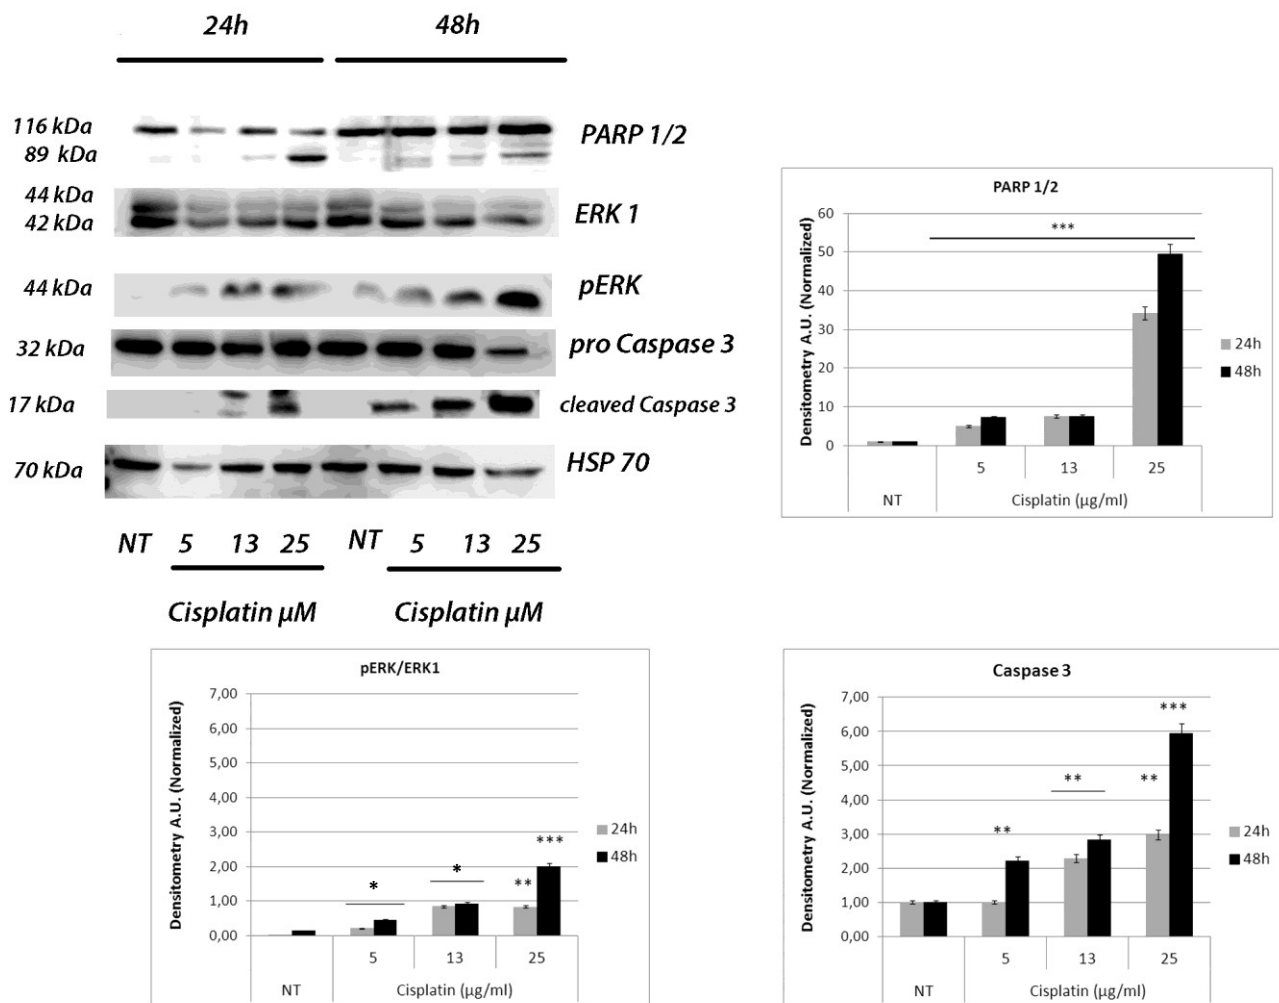 24h 48h
116 kDa
89 kDa
PARP 1/2
44 kDa
42 kDa
ERK 1
44 kDa
pERK
32 kDa
pro Caspase 3
17 kDa
cleaved Caspase 3
70 kDa
HSP 70
NT 5 13 25 NT 5 13 25
Cisplatin μM Cisplatin μM
PARP 1/2
Densitometry A.U. (Normalized)
60
50
40
30
20
10
0
***
24h
48h
5 13 25
NT Cisplatin (μg/ml)
pERK/ERK1
Densitometry A.U. (Normalized)
7,00
6,00
5,00
4,00
3,00
2,00
1,00
0,00
* * ** ***
24h
48h
5 13 25
NT Cisplatin (μg/ml)
Caspase 3
Densitometry A.U. (Normalized)
7,00
6,00
5,00
4,00
3,00
2,00
1,00
0,00
** ** ** ***
24h
48h
5 13 25
NT Cisplatin (μg/ml)